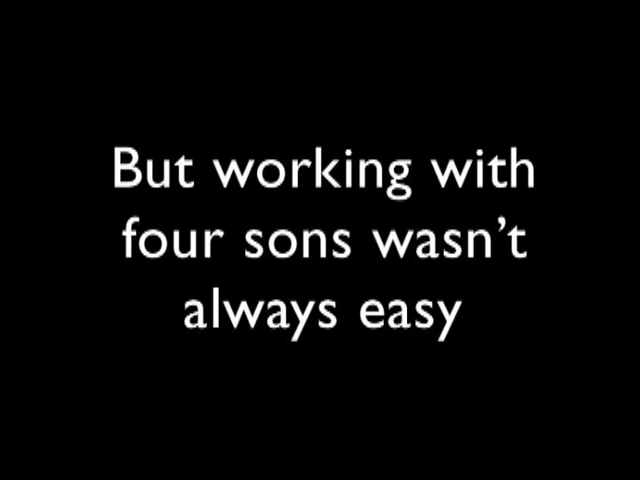 But working with
four sons wasn’t
always easy